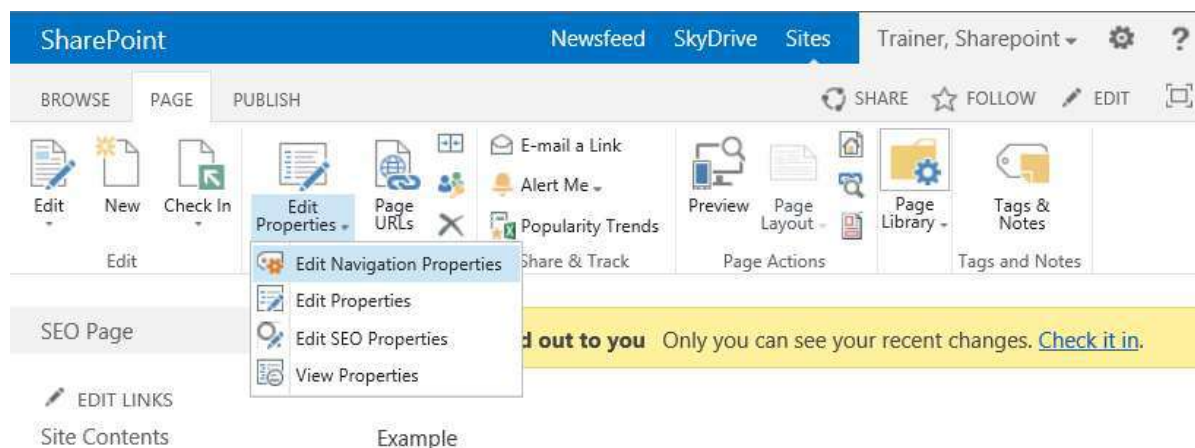 SharePoint Newsfeed SkyDrive Sites Trainer, Sharepoint ?
BROWSE PAGE PUBLISH SHARE FOLLOW EDIT
Edit
New
Check In
Edit
Properties
Page
URLs
E-mail a Link
Alert Me
Popularity Trends
Preview
Page
Layout
Page
Library
Tags &
Notes
Edit
Share & Track
Page Actions
Tags and Notes
Edit Navigation Properties
Edit Properties
Edit SEO Properties
View Properties
SEO Page
d out to you Only you can see your recent changes. Check it in.
EDIT LINKS
Site Contents
Example